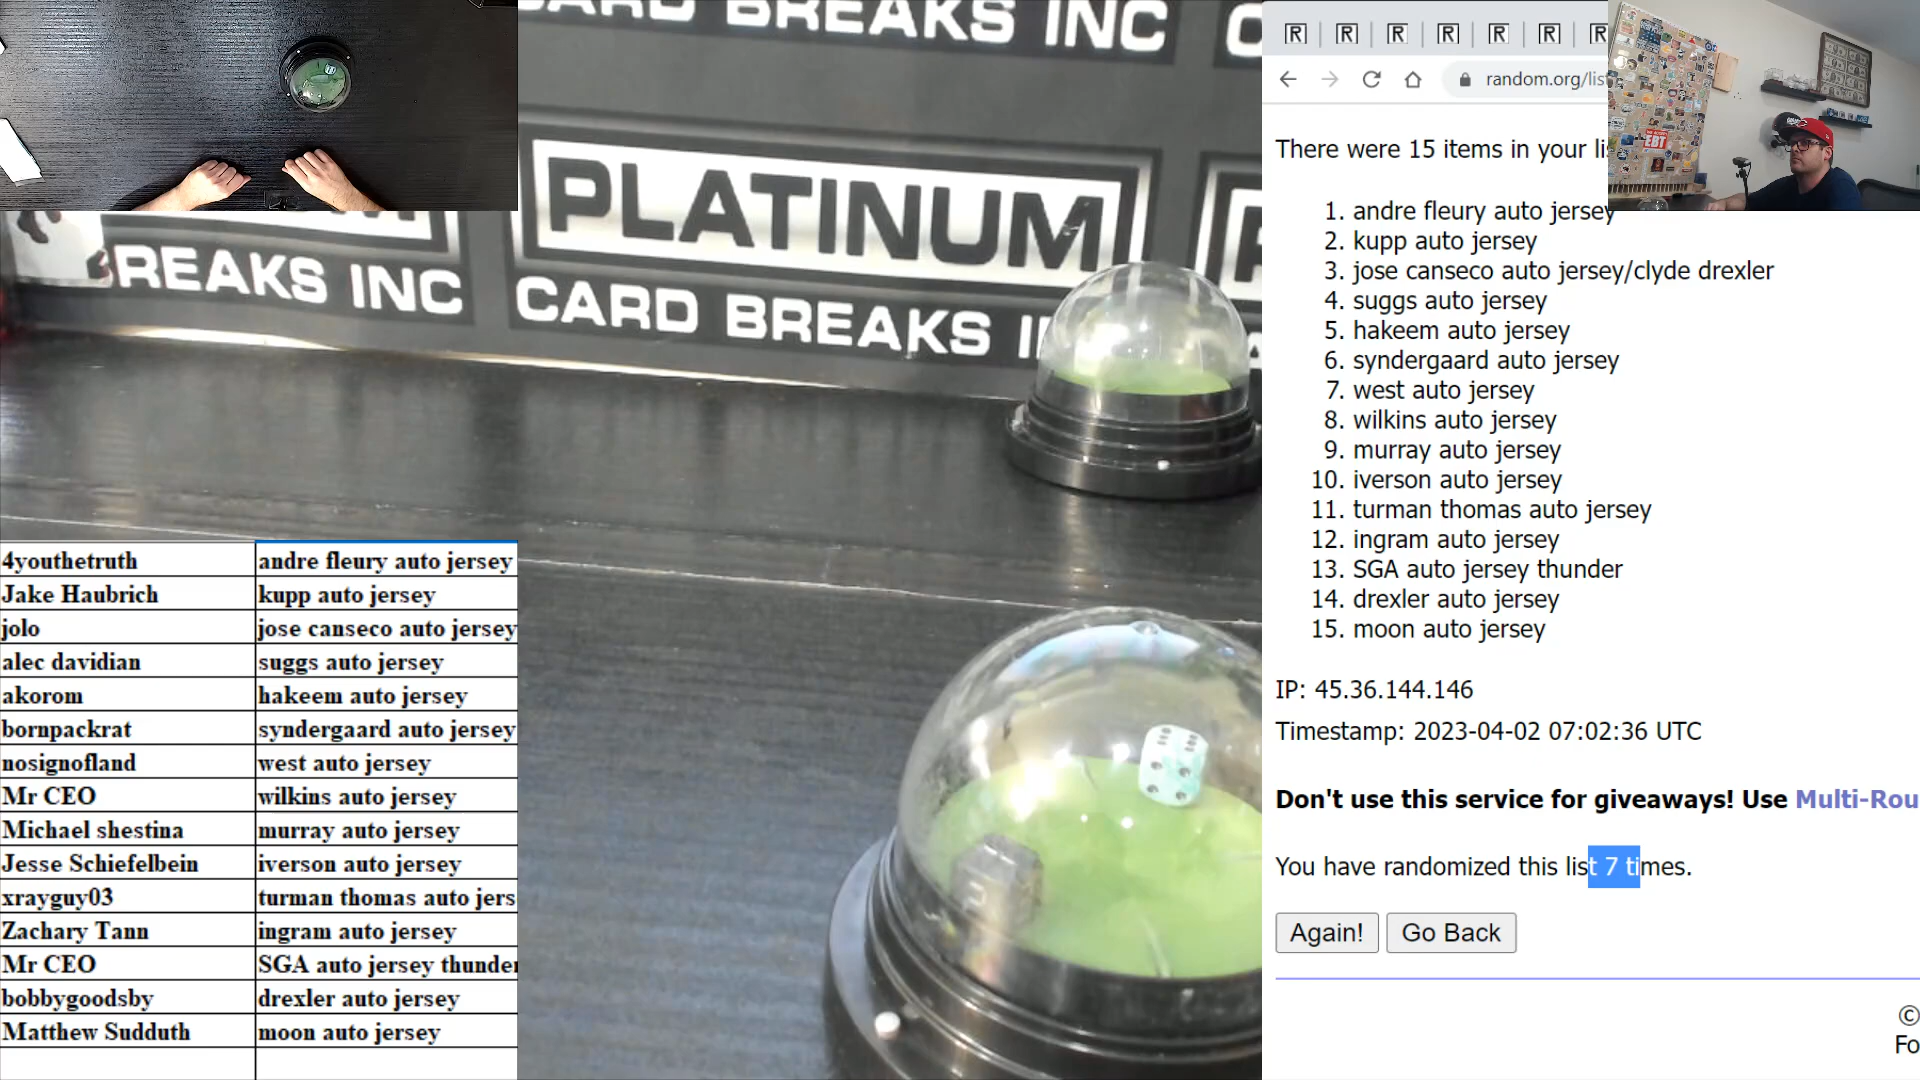 ARD BREAKS INC
C
PLATINUM
REAKS INC
CARD BREAKS I
4youthetruth andre fleury auto jersey
Jake Haubrich kupp auto jersey
jolo jose canseco auto jersey
alec davidian suggs auto jersey
akorom hakeem auto jersey
bornpackrat syndergaard auto jersey
nosignofland west auto jersey
Mr CEO wilkins auto jersey
Michael shestina murray auto jersey
Jesse Schiefelbein iverson auto jersey
xrayguy03 turman thomas auto jers
Zachary Tann ingram auto jersey
Mr CEO SGA auto jersey thunder
bobbygoodsby drexler auto jersey
Matthew Sudduth moon auto jersey
random.org/lis
There were 15 items in your lis
1. andre fleury auto jersey
2. kupp auto jersey
3. jose canseco auto jersey/clyde drexler
4. suggs auto jersey
5. hakeem auto jersey
6. syndergaard auto jersey
7. west auto jersey
8. wilkins auto jersey
9. murray auto jersey
10. iverson auto jersey
11. turman thomas auto jersey
12. ingram auto jersey
13. SGA auto jersey thunder
14. drexler auto jersey
15. moon auto jersey
IP: 45.36.144.146
Timestamp: 2023-04-02 07:02:36 UTC
Don't use this service for giveaways! Use Multi-Rou
You have randomized this list 7 times.
Again! Go Back
©
Fo
EBT